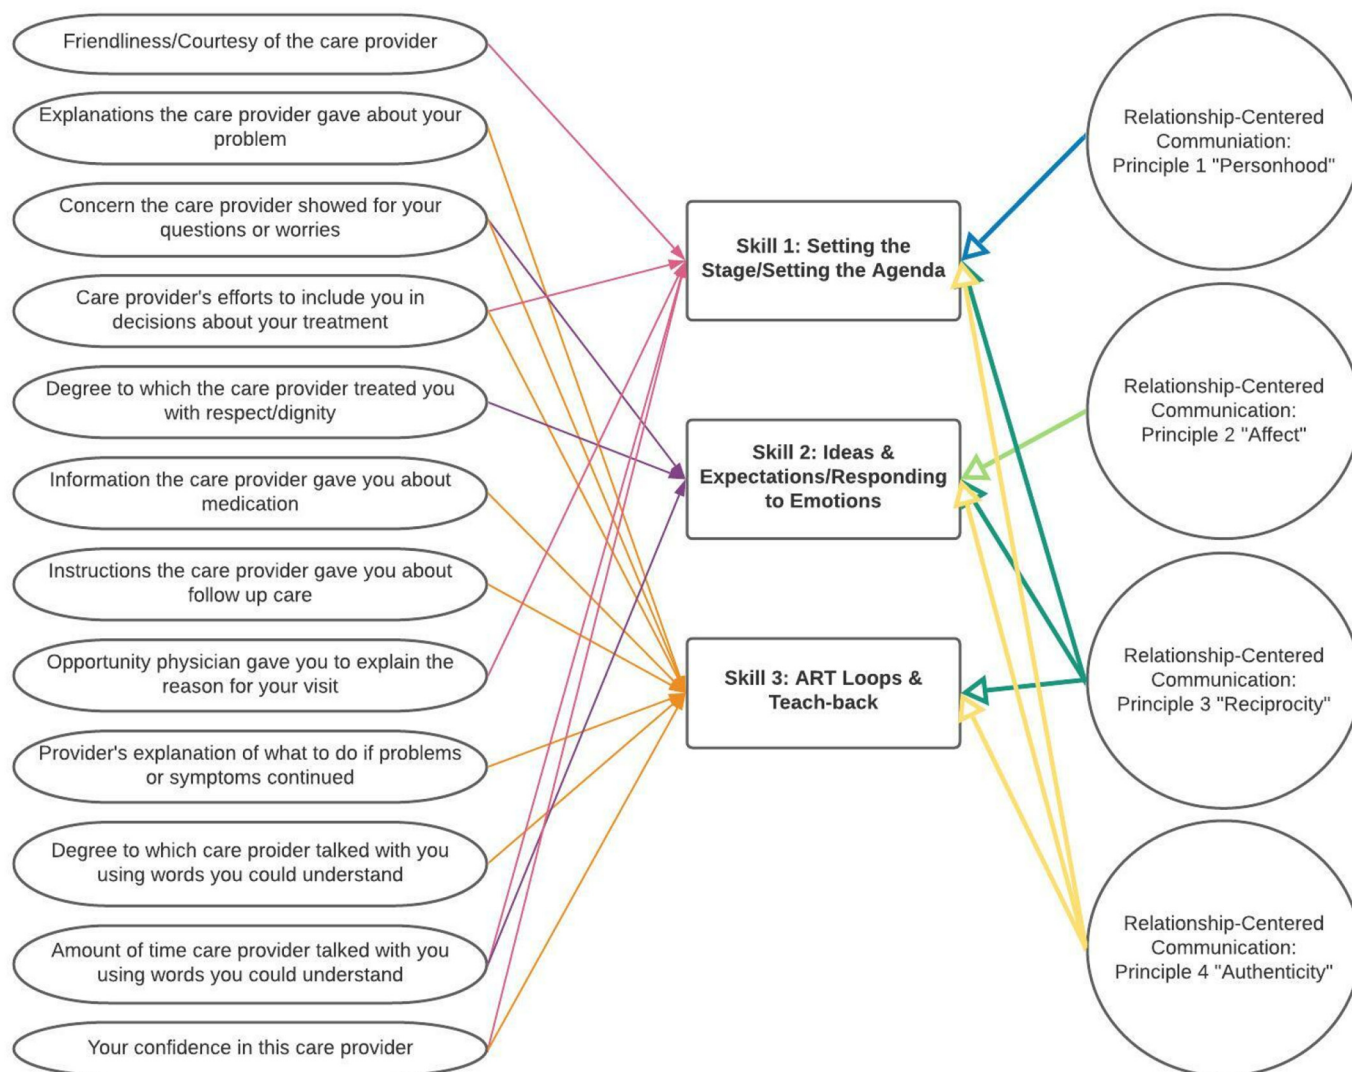 Friendliness/Courtesy of the care provider
Explanations the care provider gave about your
problem
Concern the care provider showed for your
questions or worries
Care provider's efforts to include you in
decisions about your treatment
Degree to which the care provider treated you
with respect/dignity
Information the care provider gave you about
medication
Instructions the care provider gave you about
follow up care
Opportunity physician gave you to explain the
reason for your visit
Provider's explanation of what to do if problems
or symptoms continued
Degree to which care proider talked with you
using words you could understand
Amount of time care provider talked with you
using words you could understand
Your confidence in this care provider
Skill 1: Setting the
Stage/Setting the Agenda
Skill 2: Ideas &
Expectations/Responding
to Emotions
Skill 3: ART Loops &
Teach-back
Relationship-Centered
Communiation:
Principle 1 "Personhood"
Relationship-Centered
Communication:
Principle 2 "Affect"
Relationship-Centered
Communication:
Principle 3 "Reciprocity"
Relationship-Centered
Communication:
Principle 4 "Authenticity"